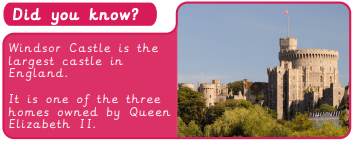 Did you know?
Windsor Castle is the
largest castle in
England.
It is one of the three
homes owned by Queen
Elizabeth II.